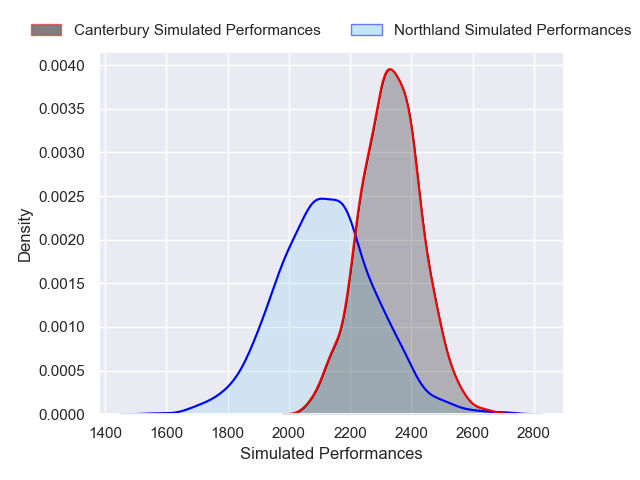 Canterbury Simulated Performances
Northland Simulated Performances
0.0040
0.0035
0.0030
0.0025
0.0020
0.0015
0.0010
0.0005
0.0000
Density
1400 1600 1800 2000 2200 2400 2600 2800
Simulated Performances